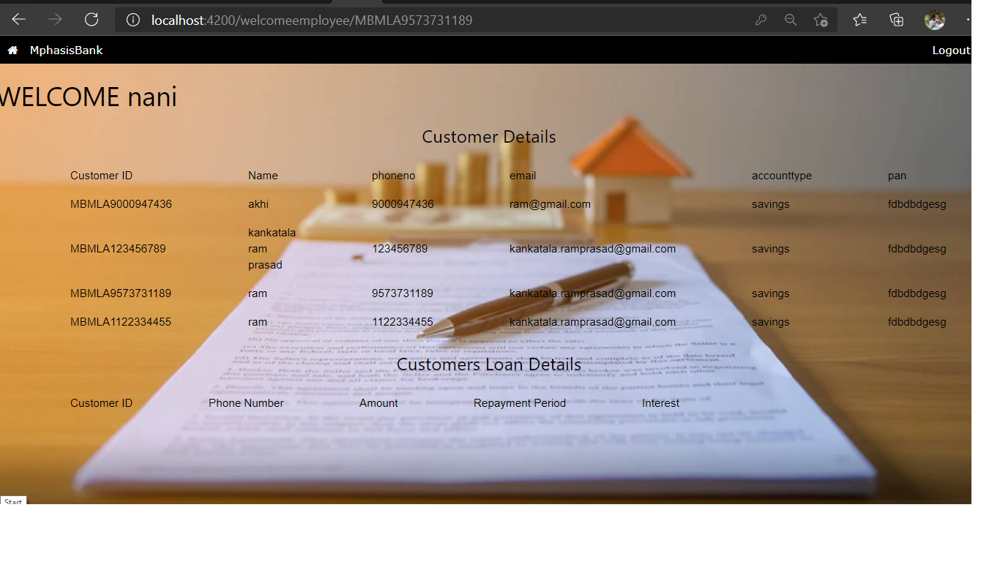 localhost:4200/welcomeemployee/MBMLA9573731189
MphasisBank Logout
WELCOME nani
Customer Details
Customer ID Name phoneno email accounttype pan
MBMLA9000947436 akhi 9000947436 ram@gmail.com savings fdbdbdgesg
MBMLA123456789 kankatala ram prasad 123456789 kankatala.ramprasad@gmail.com savings fdbdbdgesg
MBMLA9573731189 ram 9573731189 kankatala.ramprasad@gmail.com savings fdbdbdgesg
MBMLA1122334455 ram 1122334455 kankatala.ramprasad@gmail.com savings fdbdbdgesg
Customers Loan Details
Customer ID Phone Number Amount Repayment Period Interest
Start